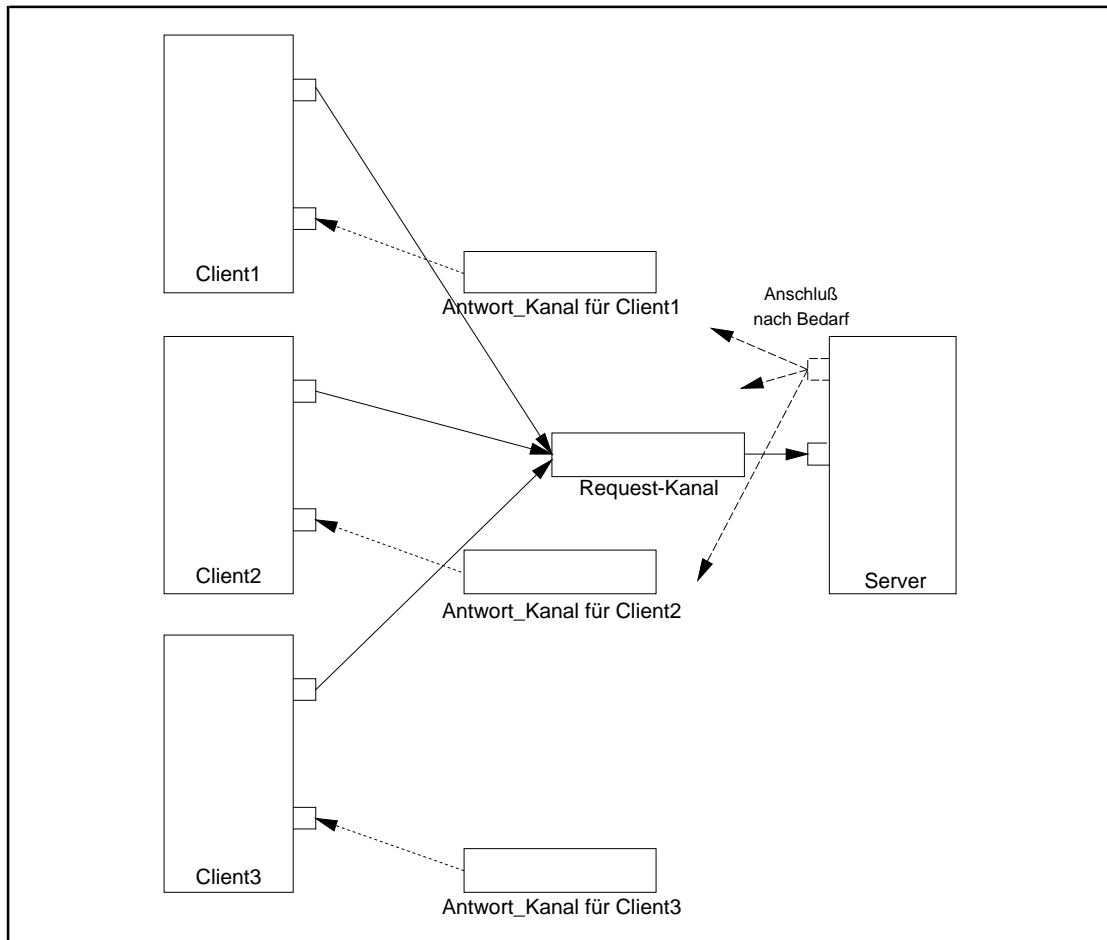 Client1
Antwort_Kanal für Client1
Anschluß
nach Bedarf
Request-Kanal
Client2
Server
Antwort_Kanal für Client2
Client3
Antwort_Kanal für Client3